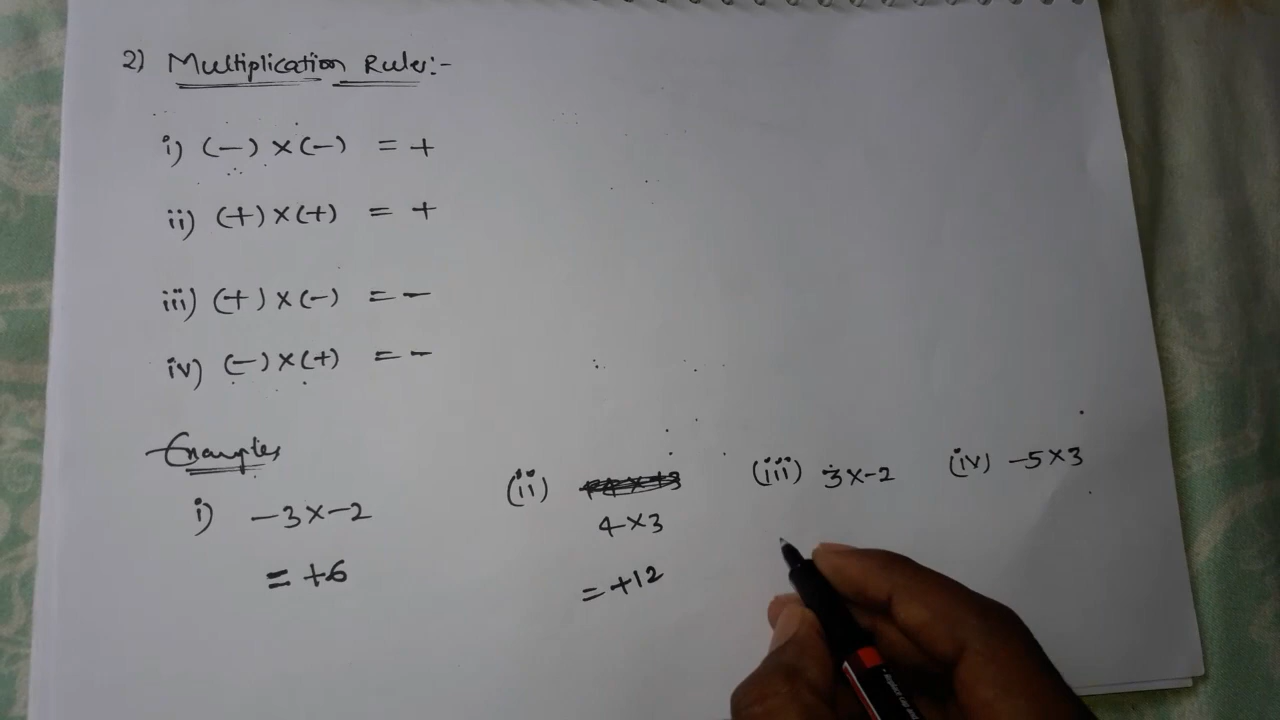 2) Multiplication Rules:-
i) (-) × (-) = +
ii) (+) × (+) = +
iii) (+) × (-) = -
iv) (-) × (+) = -
Examples
i) -3 × -2
= +6
(ii)
4 × 3
= +12
(iii) 3 × -2
(iv) -5 × 3